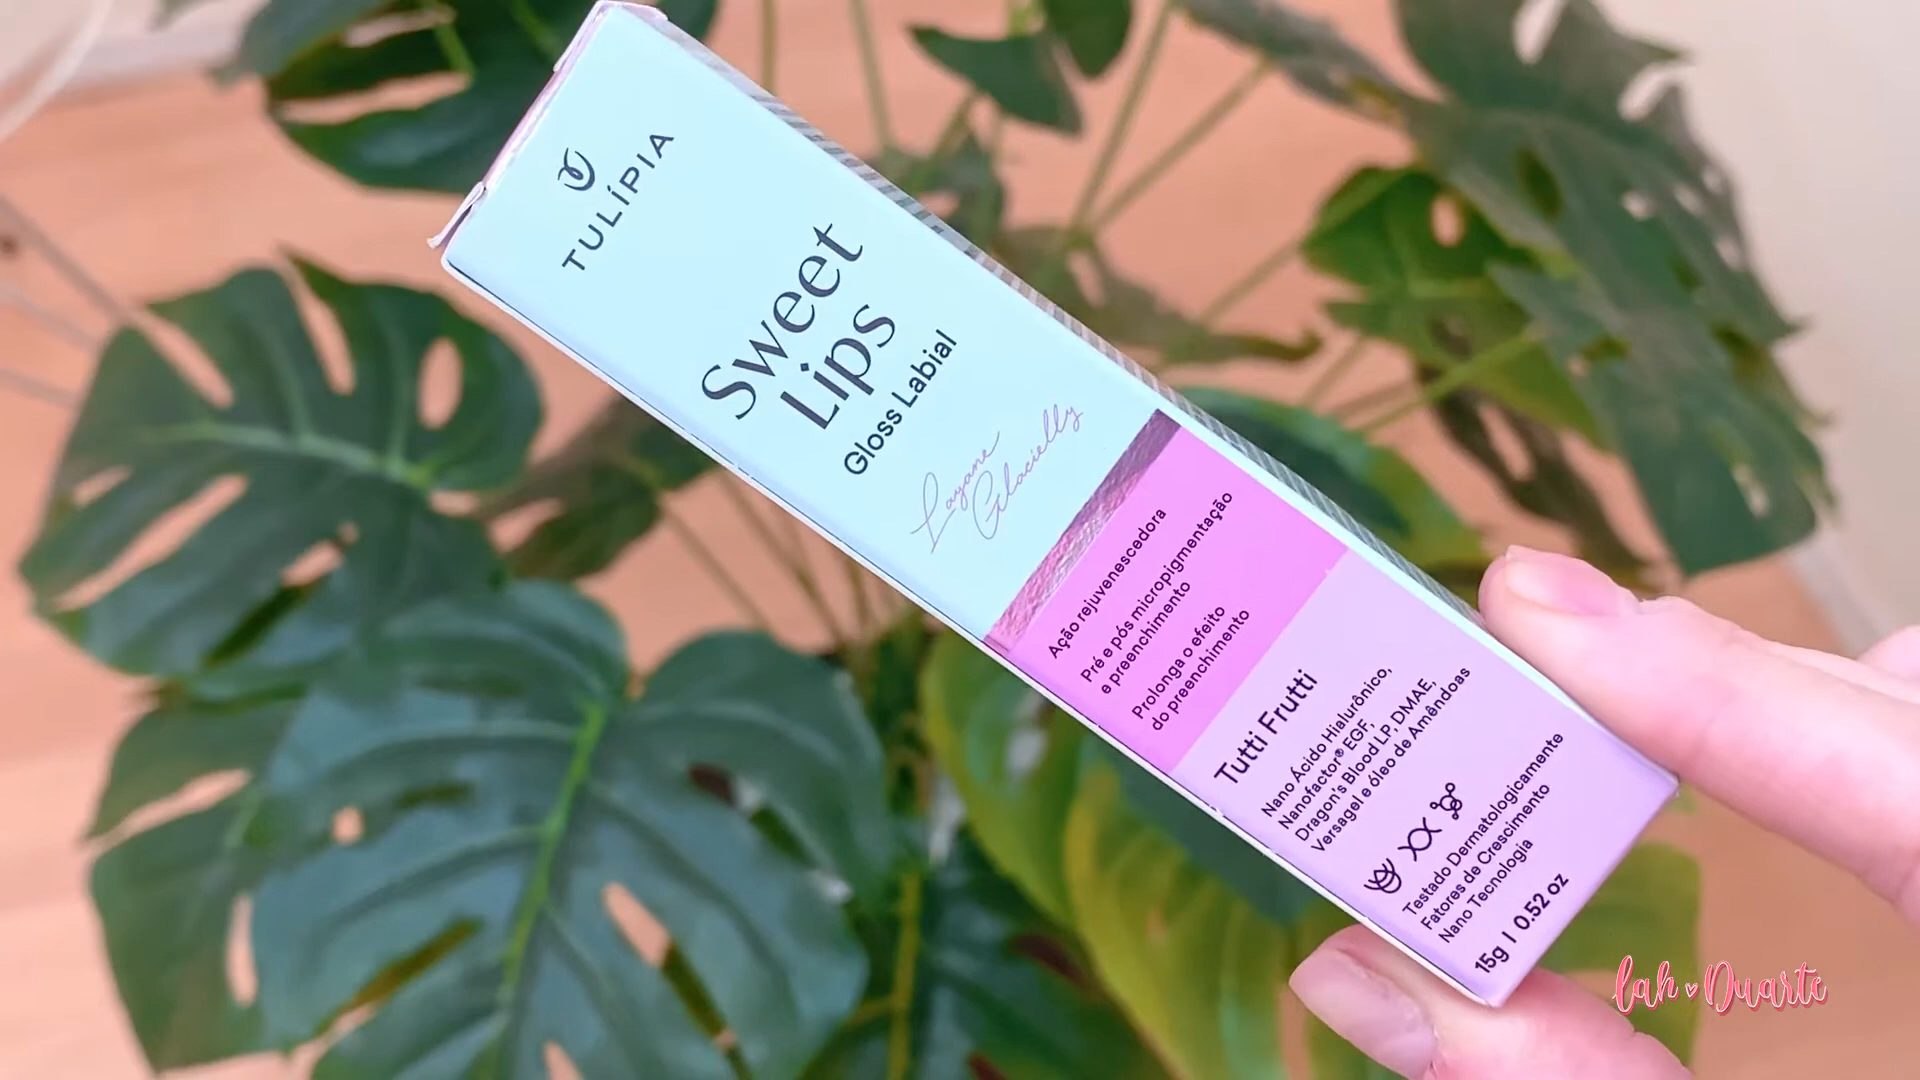 TULÍPIA
Sweet
Lips
Gloss Labial
Layane
Glacielly
Ação rejuvenescedora
Pré e pós micropigmentação
e preenchimento
Prolonga o efeito
do preenchimento
Tutti Frutti
Nano Ácido Hialurônico,
Nanofactor® EGF,
Dragon's Blood LP, DMAE,
Versagel e óleo de Amêndoas
Testado Dermatologicamente
Fatores de Crescimento
Nano Tecnologia
15g | 0.52 oz
lah Duarte